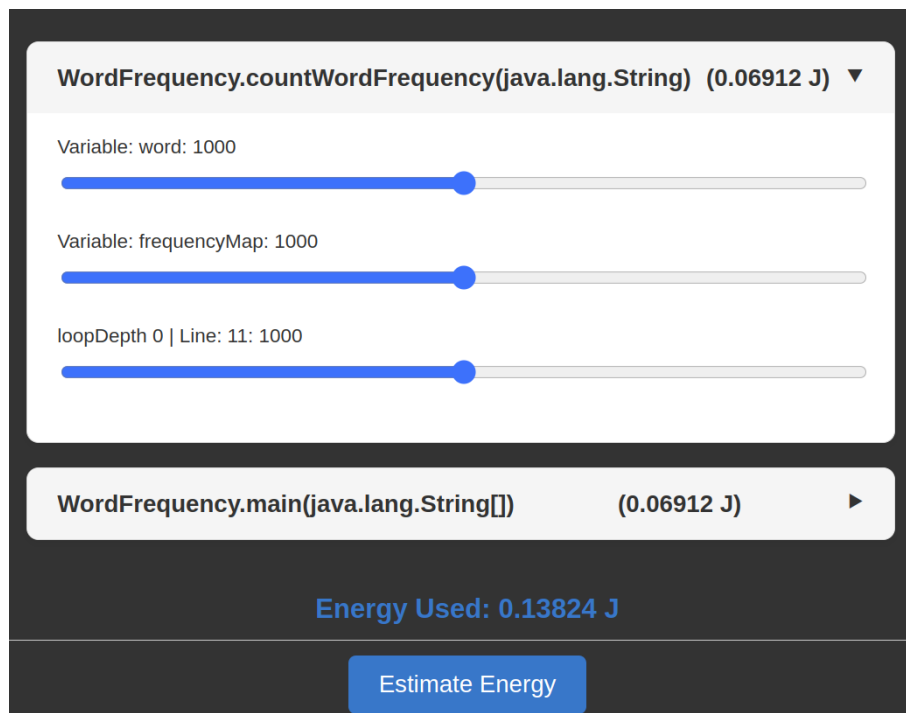 WordFrequency.countWordFrequency(java.lang.String) (0.06912 J) ▼
Variable: word: 1000
Variable: frequencyMap: 1000
loopDepth 0 | Line: 11: 1000
WordFrequency.main(java.lang.String[]) (0.06912 J) ▶
Energy Used: 0.13824 J
Estimate Energy